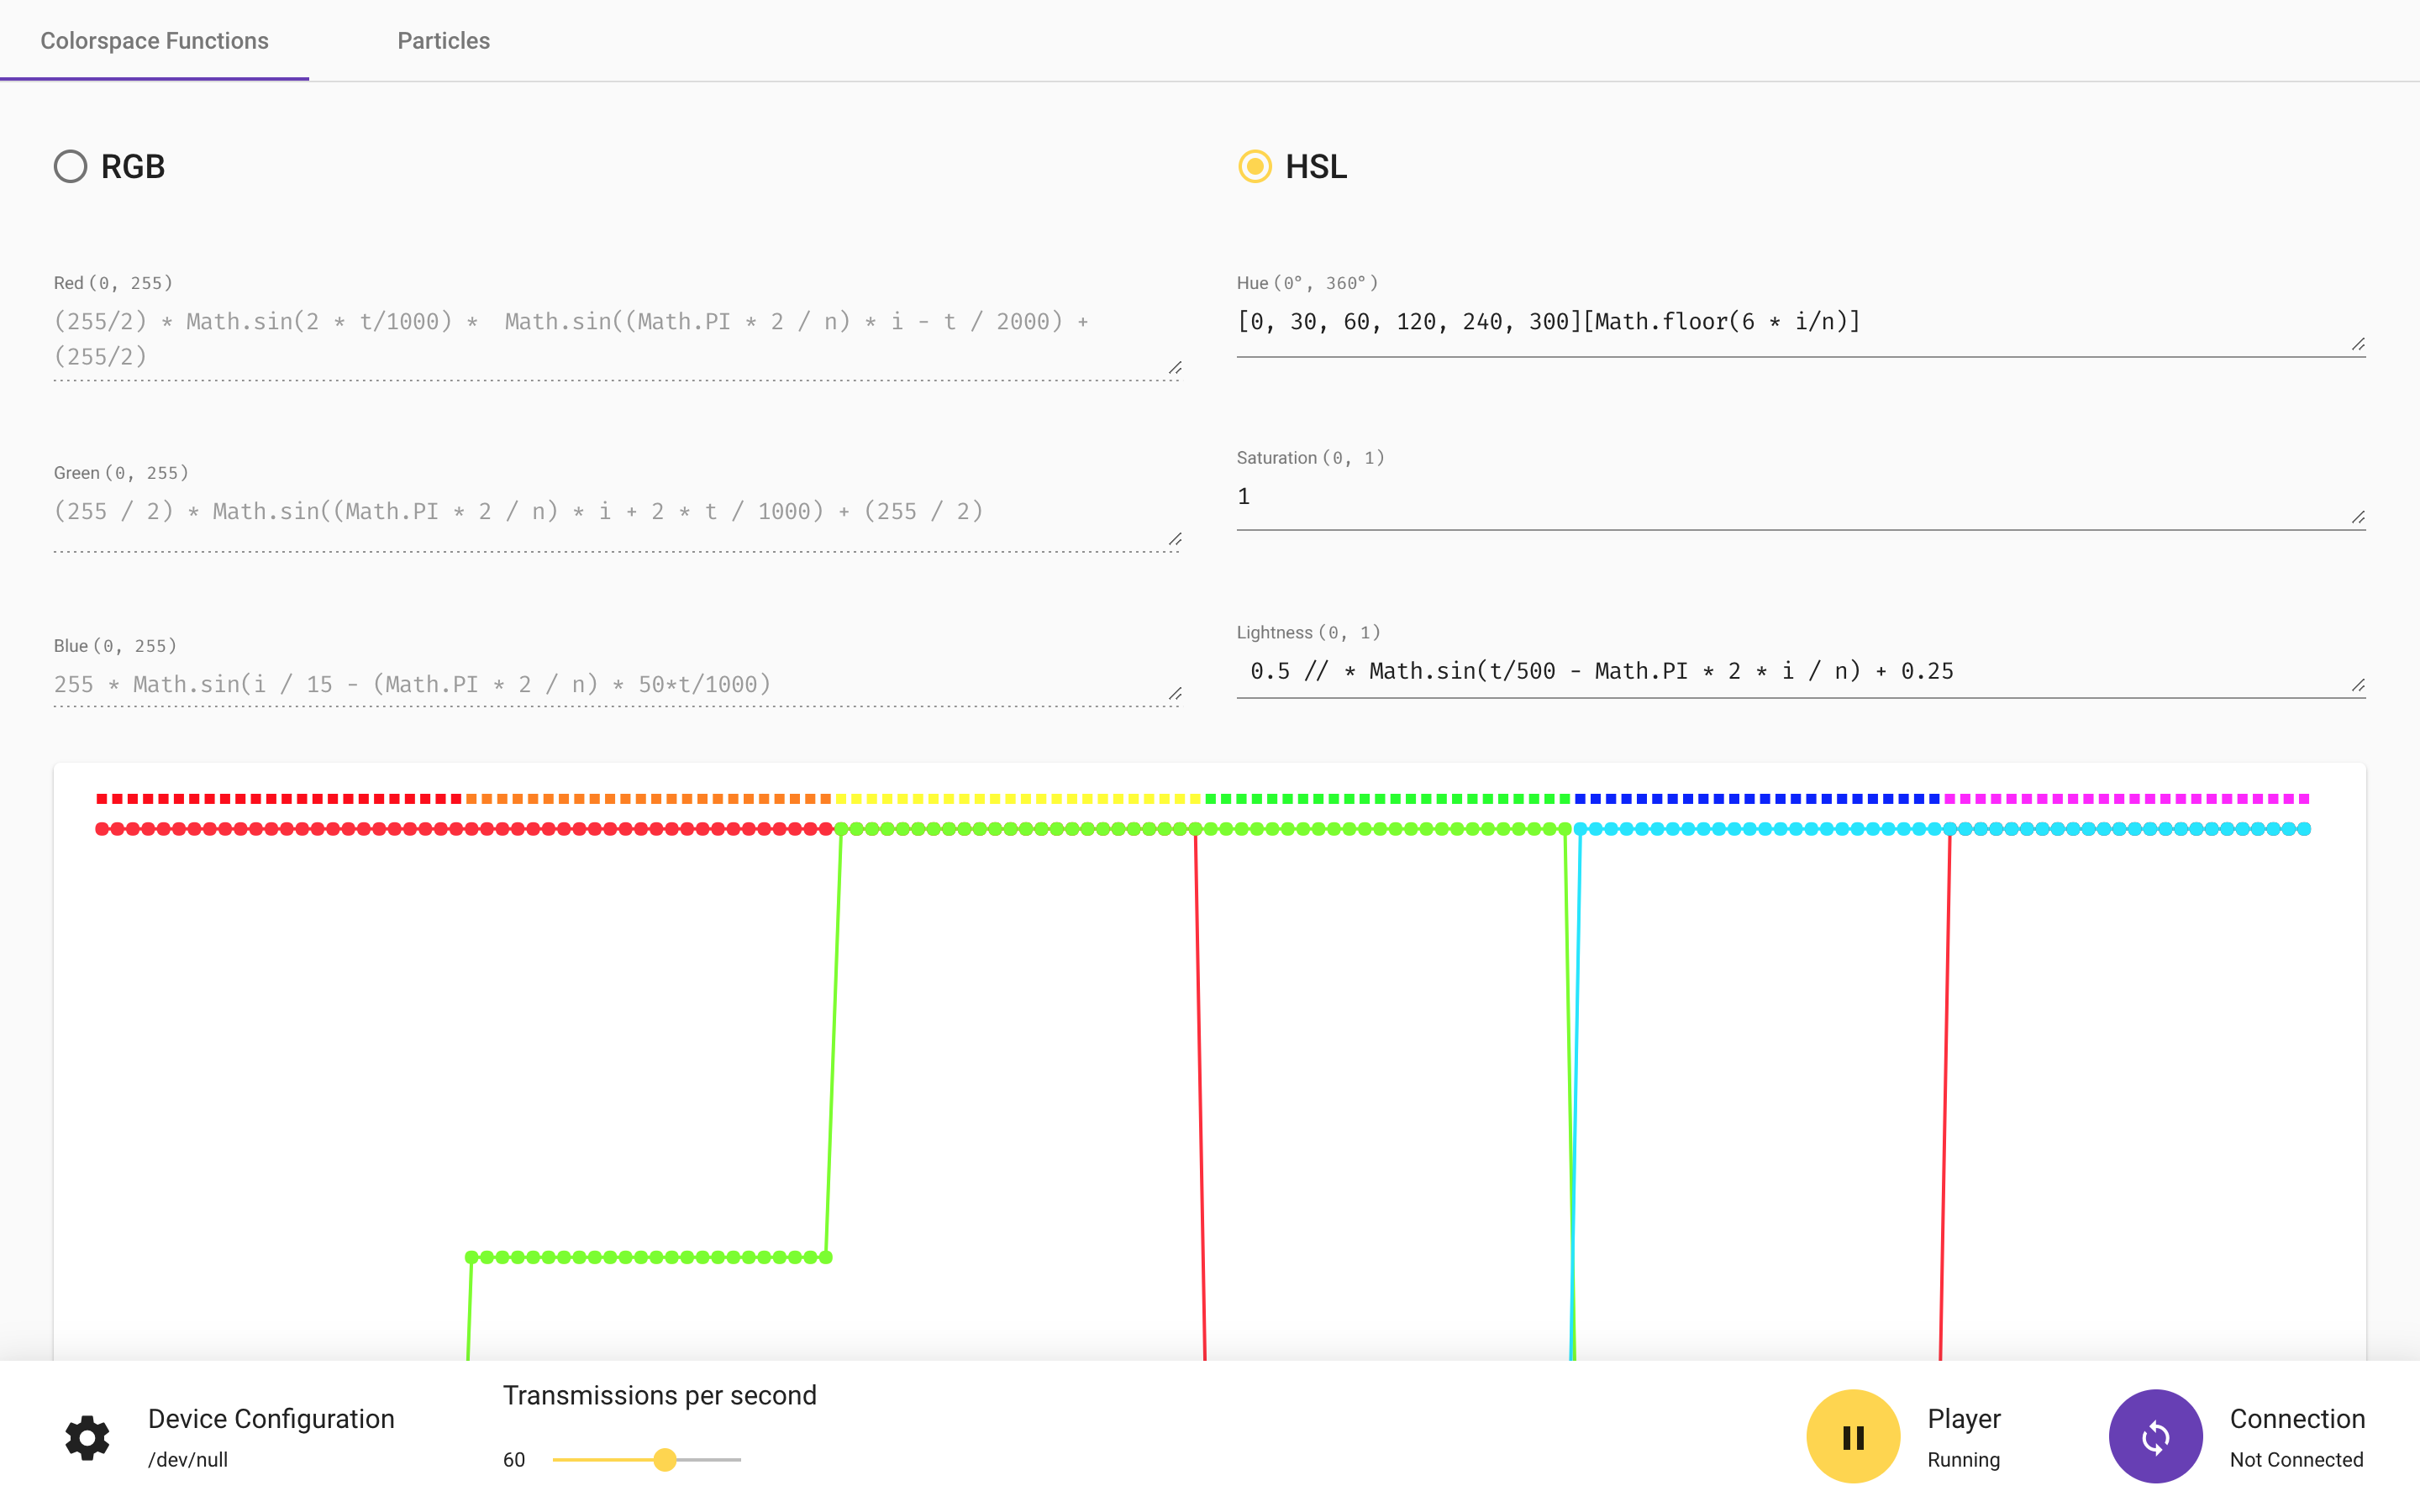 Colorspace Functions
Particles
RGB
Red (0, 255)
(255/2) * Math.sin(2 * t/1000) *  Math.sin((Math.PI * 2 / n) * i - t / 2000) +
(255/2)
Green (0, 255)
(255 / 2) * Math.sin((Math.PI * 2 / n) * i + 2 * t / 1000) + (255 / 2)
Blue (0, 255)
255 * Math.sin(i / 15 - (Math.PI * 2 / n) * 50*t/1000)
HSL
Hue (0°, 360°)
[0, 30, 60, 120, 240, 300][Math.floor(6 * i/n)]
Saturation (0, 1)
1
Lightness (0, 1)
0.5 // * Math.sin(t/500 - Math.PI * 2 * i / n) + 0.25
Device Configuration
/dev/null
Transmissions per second
60
Player
Running
Connection
Not Connected